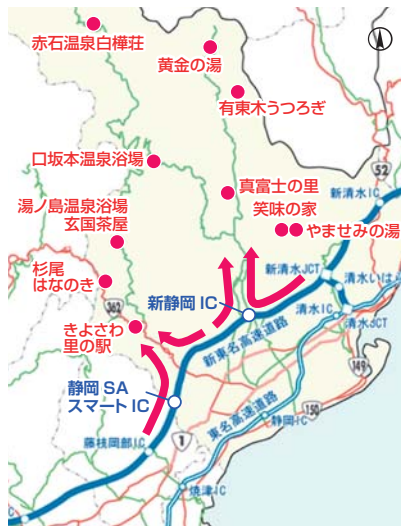 赤石温泉白樺荘
黄金の湯
有東木うつろぎ
口坂本温泉浴場
52
真富士の里
新清水IC
湯ノ島温泉浴場
玄国茶屋
笑味の家
やませみの湯
杉尾
はなのき
新清水JCT
清水いはら
新静岡 IC
清水IC
362
清水JCT
きよさわ
里の駅
新東名高速道路
149
静岡 SA
スマート IC
東名高速道路
150
静岡IC
1
藤枝岡部IC
焼津IC